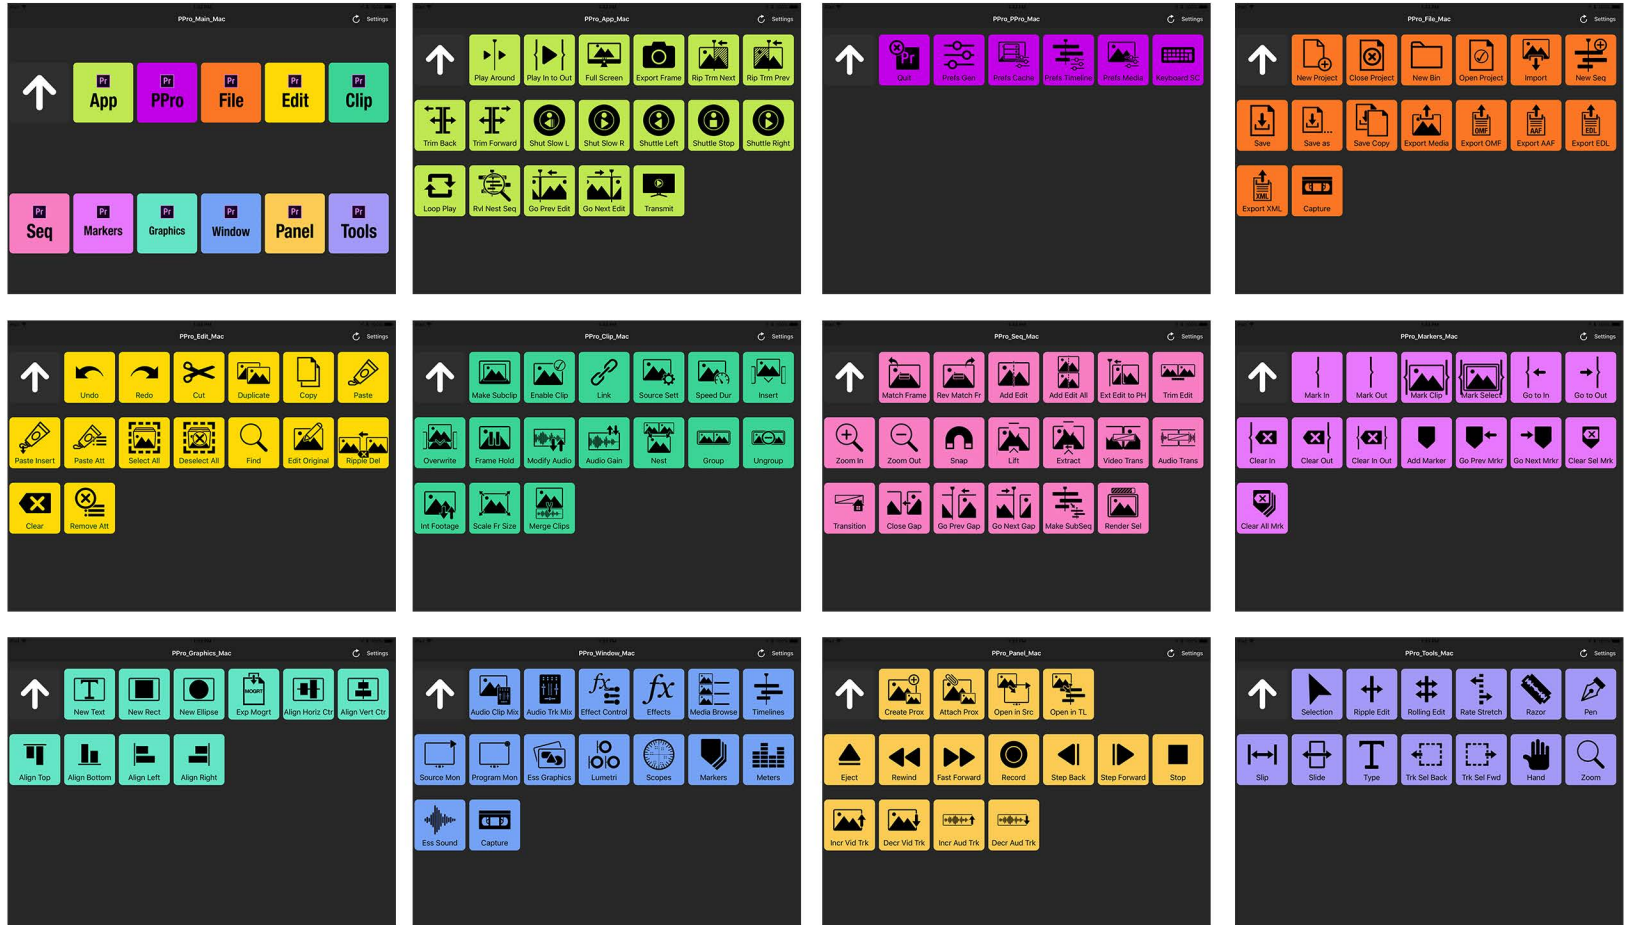 PPro_Main_Mac Settings
Pr Pr Pr Pr Pr
App PPro File Edit Clip
Pr Pr Pr Pr Pr Pr
Seq Markers Graphics Window Panel Tools
PPro_App_Mac Settings
Play Around Play In to Out Full Screen Export Frame Rip Trm Next Rip Trm Prev
Trim Back Trim Forward Shut Slow L Shut Slow R Shuttle Left Shuttle Stop Shuttle Right
Loop Play Rvl Nest Seq Go Prev Edit Go Next Edit Transmit
PPro_PPro_Mac Settings
Pr
Quit Prefs Gen Prefs Cache Prefs Timeline Prefs Media Keyboard SC
PPro_File_Mac Settings
New Project Close Project New Bin Open Project Import New Seq
OMF AAF EDL
Save Save as Save Copy Export Media Export OMF Export AAF Export EDL
XML
Export XML Capture
PPro_Edit_Mac Settings
Undo Redo Cut Duplicate Copy Paste
Paste Insert Paste Att Select All Deselect All Find Edit Original Ripple Del
Clear Remove Att
PPro_Clip_Mac Settings
Make Subclip Enable Clip Link Source Sett Speed Dur Insert
Overwrite Frame Hold Modify Audio Audio Gain Nest Group Ungroup
Int Footage Scale Fr Size Merge Clips
PPro_Seq_Mac Settings
Match Frame Rev Match Fr Add Edit Add Edit All Ext Edit to PH Trim Edit
Zoom In Zoom Out Snap Lift Extract Video Trans Audio Trans
Transition Close Gap Go Prev Gap Go Next Gap Make SubSeq Render Sel
PPro_Markers_Mac Settings
Mark In Mark Out Mark Clip Mark Select Go to In Go to Out
Clear In Clear Out Clear In Out Add Marker Go Prev Mrkr Go Next Mrkr Clear Sel Mrk
Clear All Mrk
PPro_Graphics_Mac Settings
MOGRT
New Text New Rect New Ellipse Exp Mogrt Align Horiz Ctr Align Vert Ctr
Align Top Align Bottom Align Left Align Right
PPro_Window_Mac Settings
fx fx
Audio Clip Mix Audio Trk Mix Effect Control Effects Media Browse Timelines
Source Mon Program Mon Ess Graphics Lumetri Scopes Markers Meters
Ess Sound Capture
PPro_Panel_Mac Settings
Create Prox Attach Prox Open in Src Open in TL
Eject Rewind Fast Forward Record Step Back Step Forward Stop
Incr Vid Trk Decr Vid Trk Incr Aud Trk Decr Aud Trk
PPro_Tools_Mac Settings
Selection Ripple Edit Rolling Edit Rate Stretch Razor Pen
Slip Slide Type Trk Sel Back Trk Sel Fwd Hand Zoom